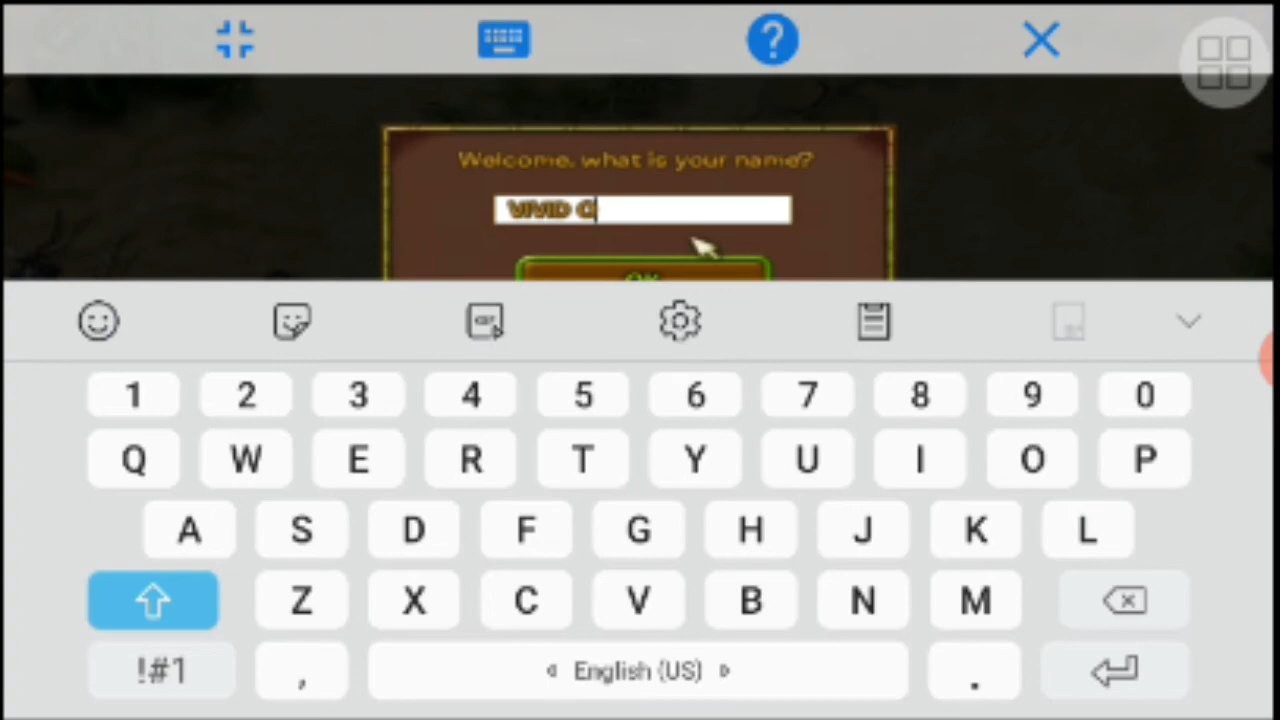 ?
Welcome, what is your name?
VIVID
OK
1 2 3 4 5 6 7 8 9 0
Q W E R T Y U I O P
A S D F G H J K L
Z X C V B N M
!#1 , English (US) .